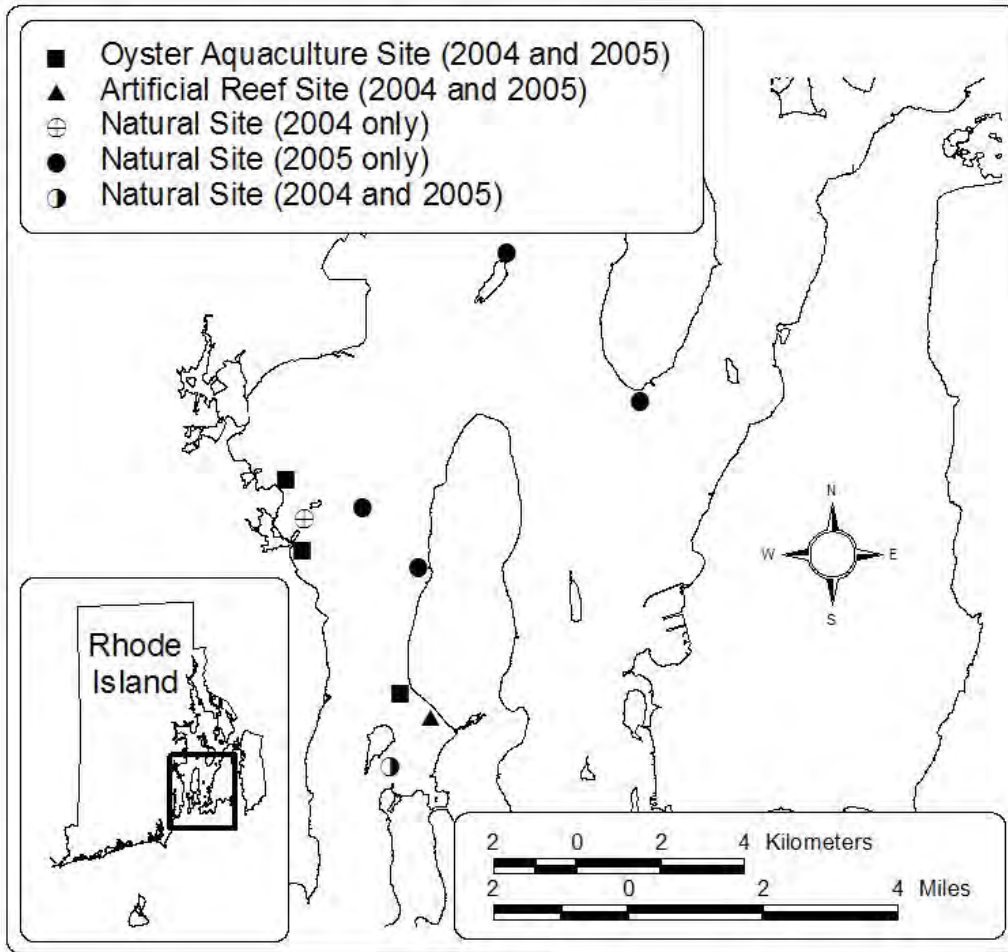 Oyster Aquaculture Site (2004 and 2005)
Artificial Reef Site (2004 and 2005)
Natural Site (2004 only)
Natural Site (2005 only)
Natural Site (2004 and 2005)
N
W E
S
Rhode
Island
2 0 2 4 Kilometers
2 0 2 4 Miles